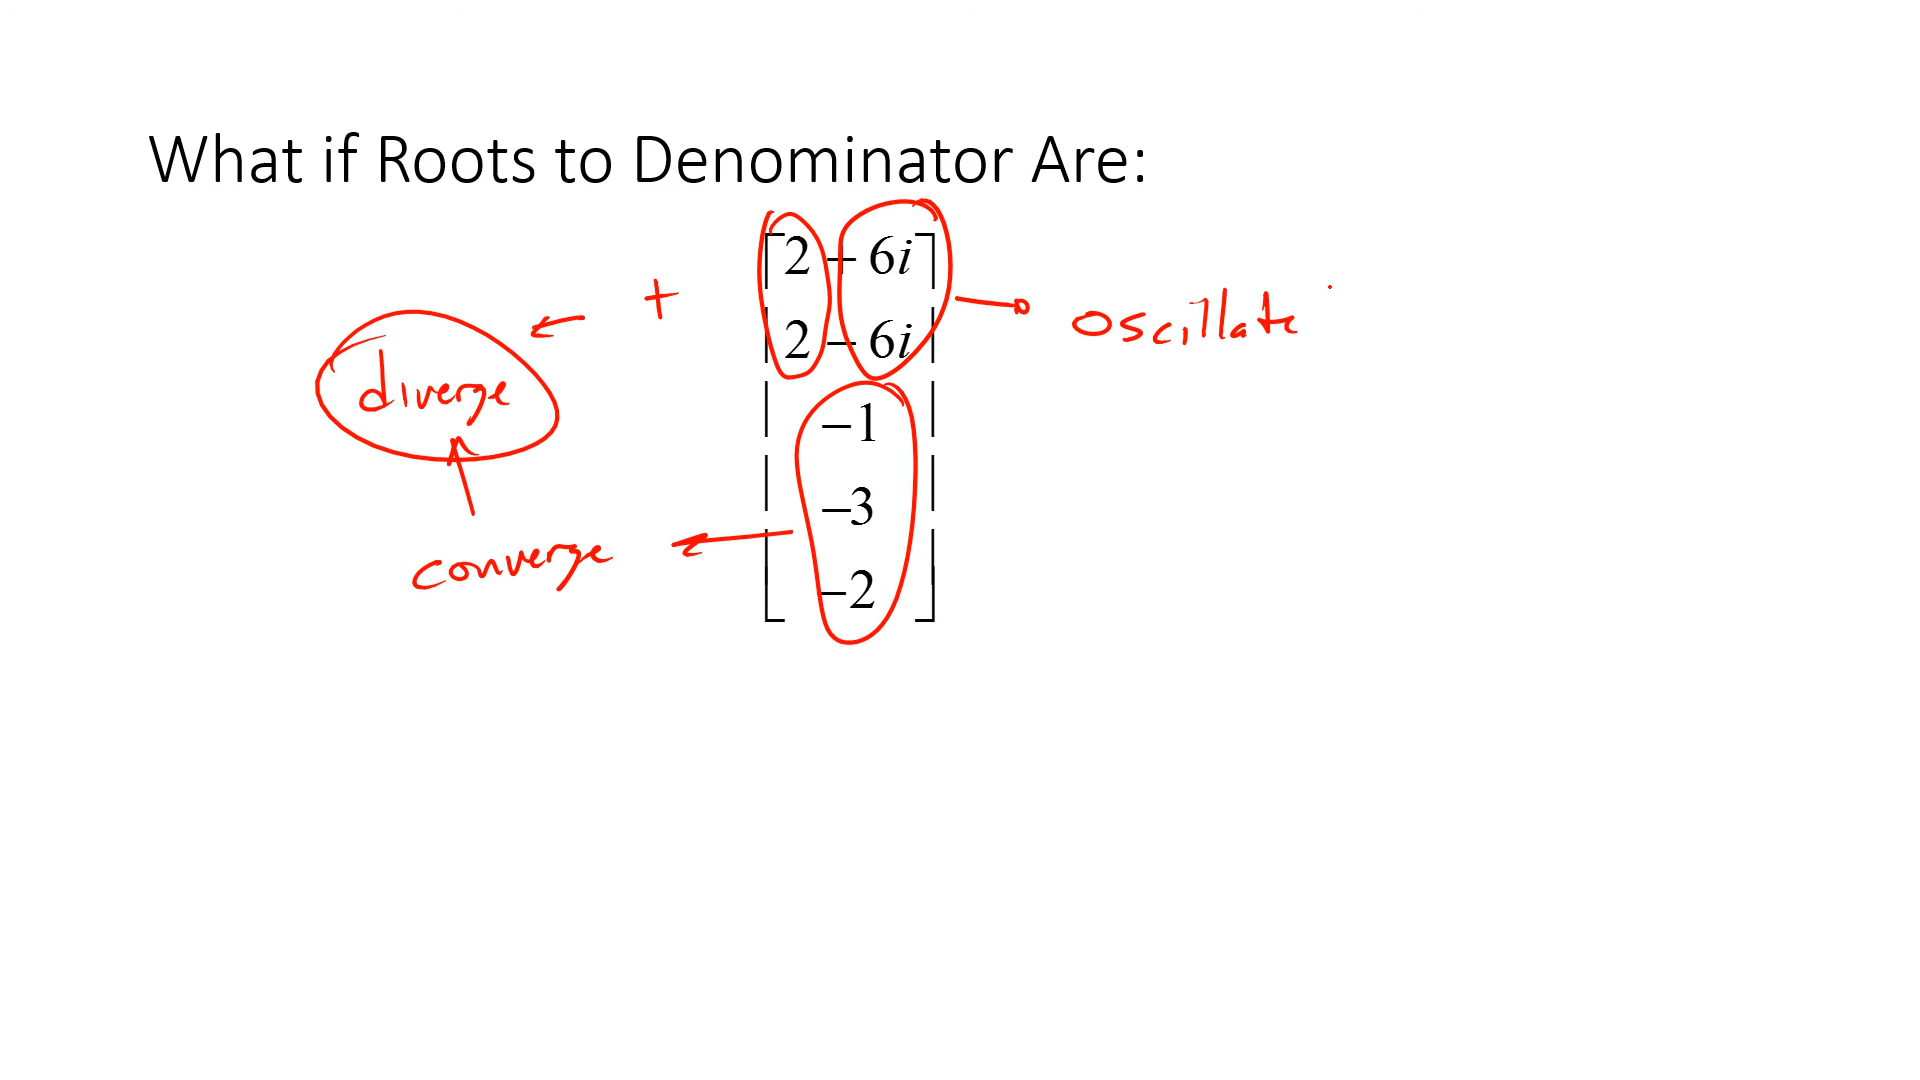 What if Roots to Denominator Are:
2 + 6i
2 − 6i
−1
−3
−2
+
diverge
converge
oscillate